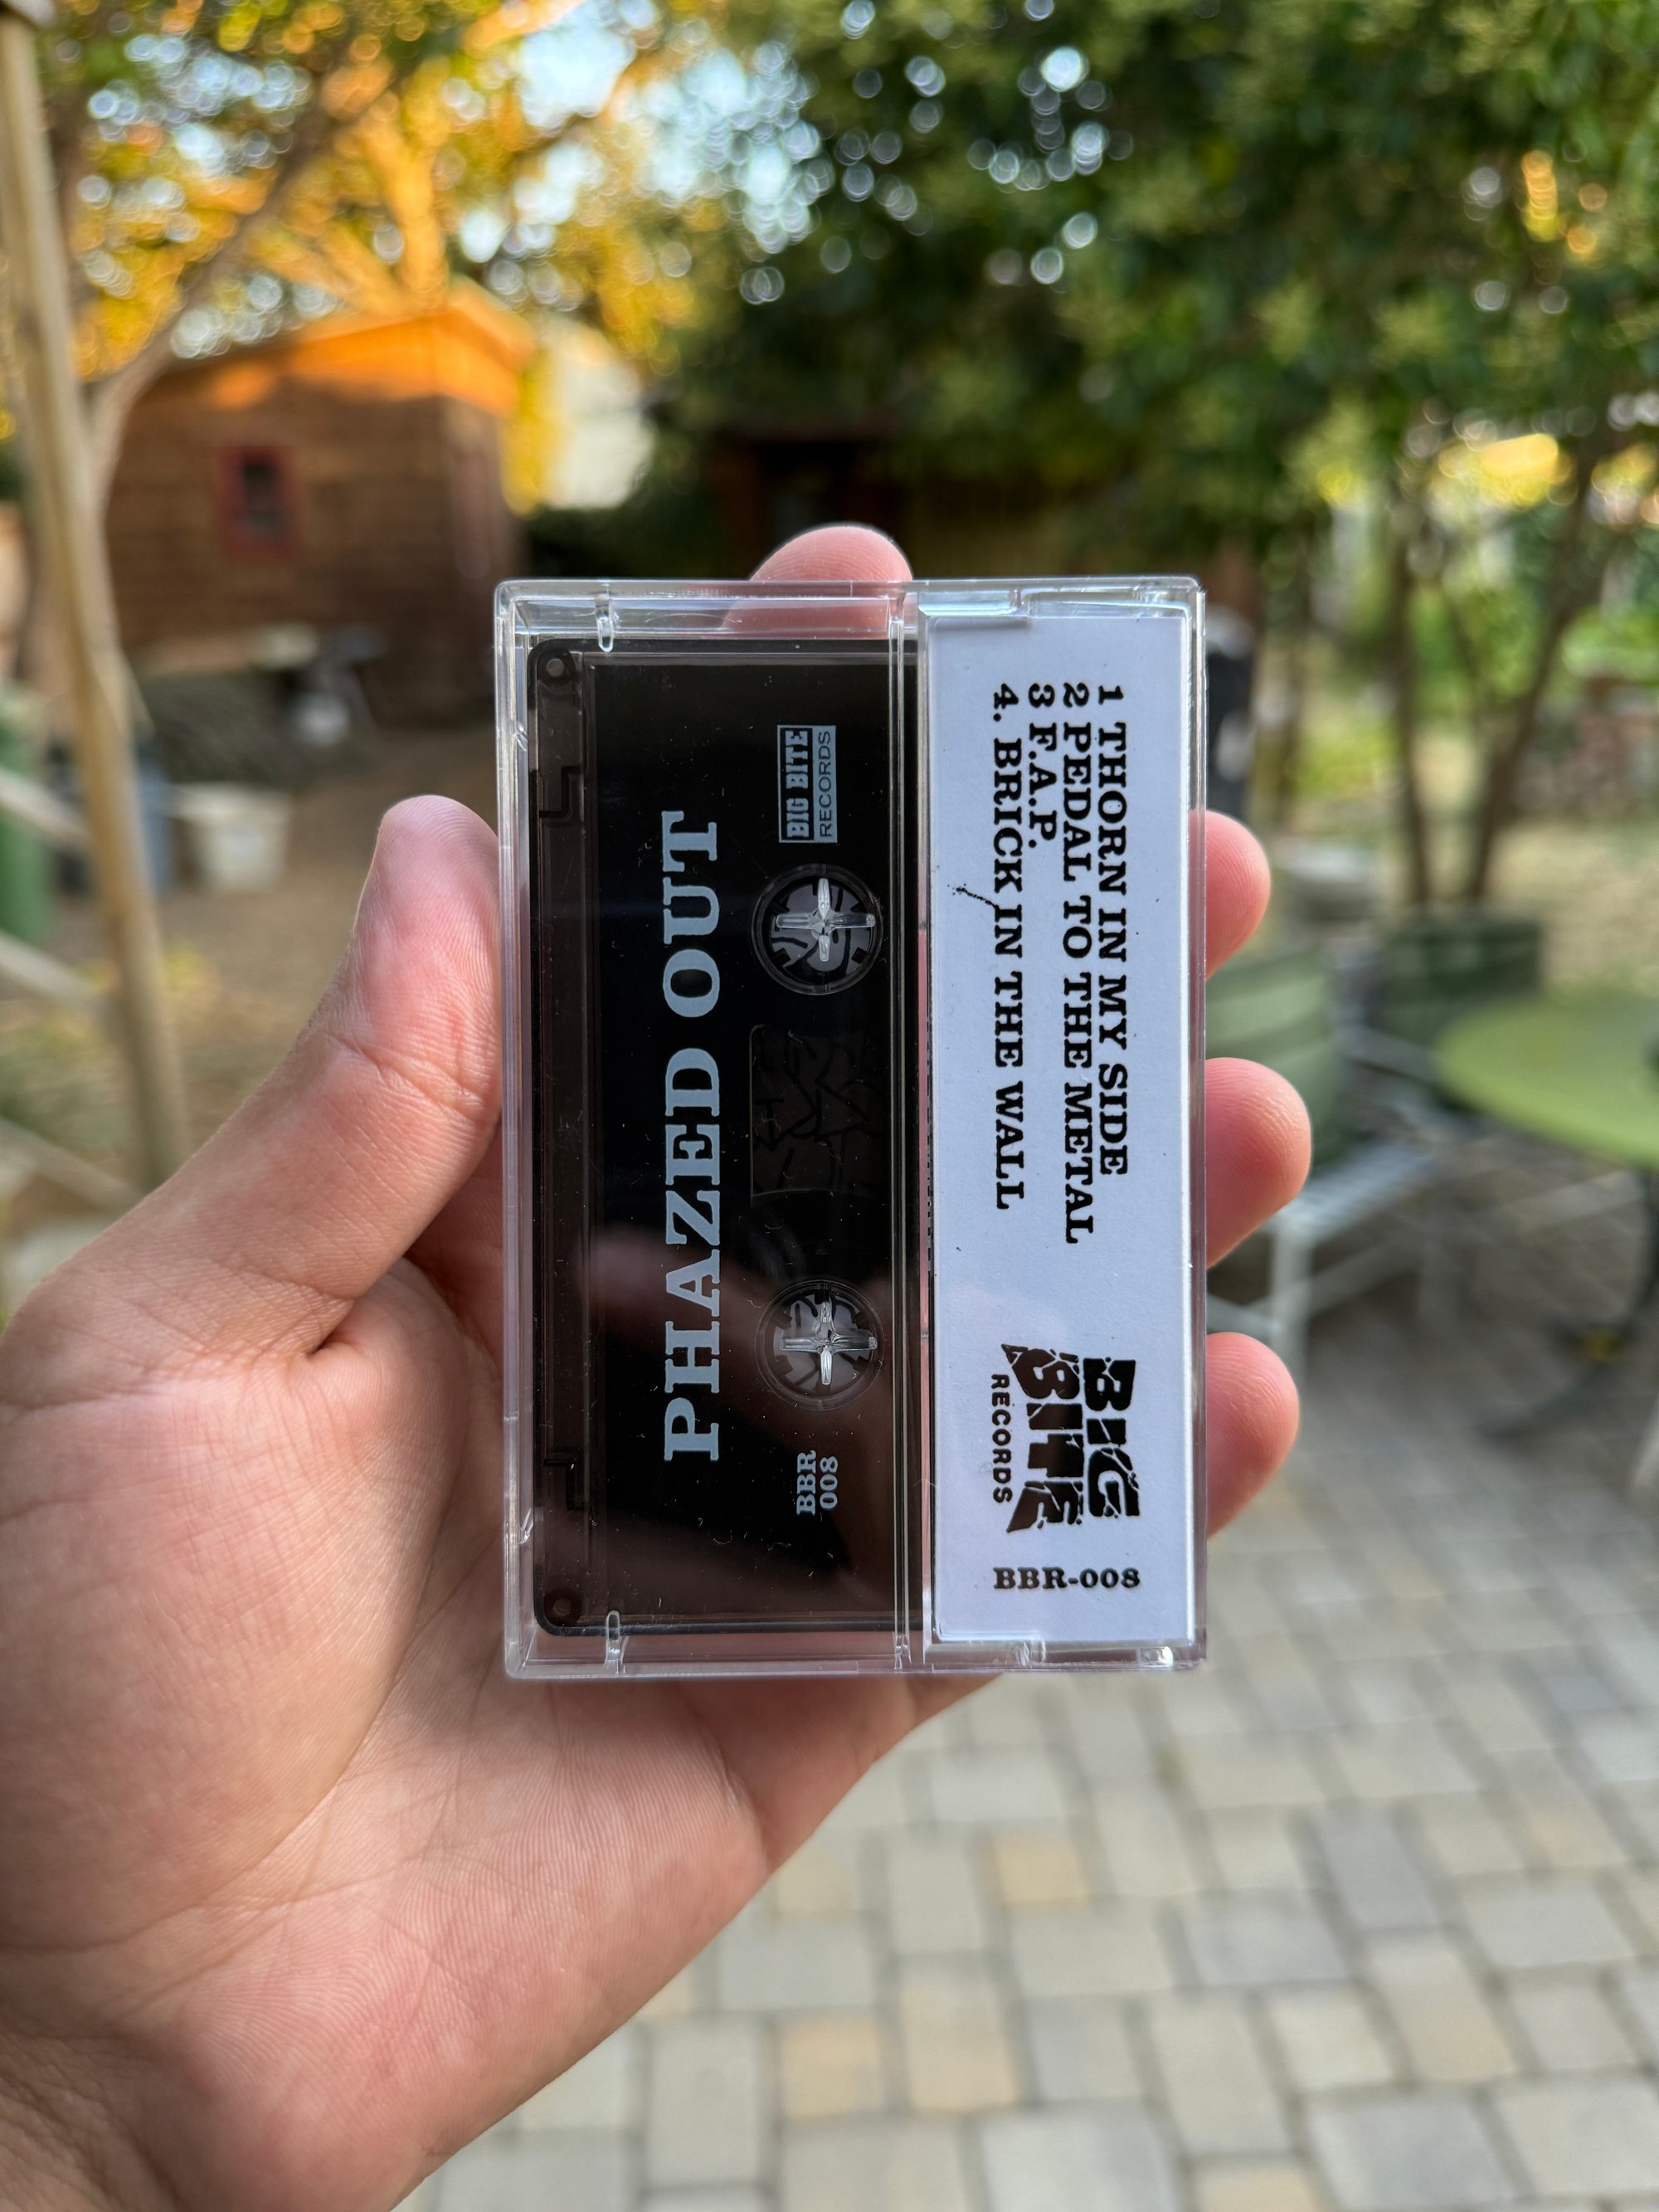 BIG BITE
RECORDS
PHAZED OUT
BBR
008
1 THORN IN MY SIDE
2 PEDAL TO THE METAL
3 F.A.P.
4. BRICK IN THE WALL
BIG
BITE
RECORDS
BBR-008